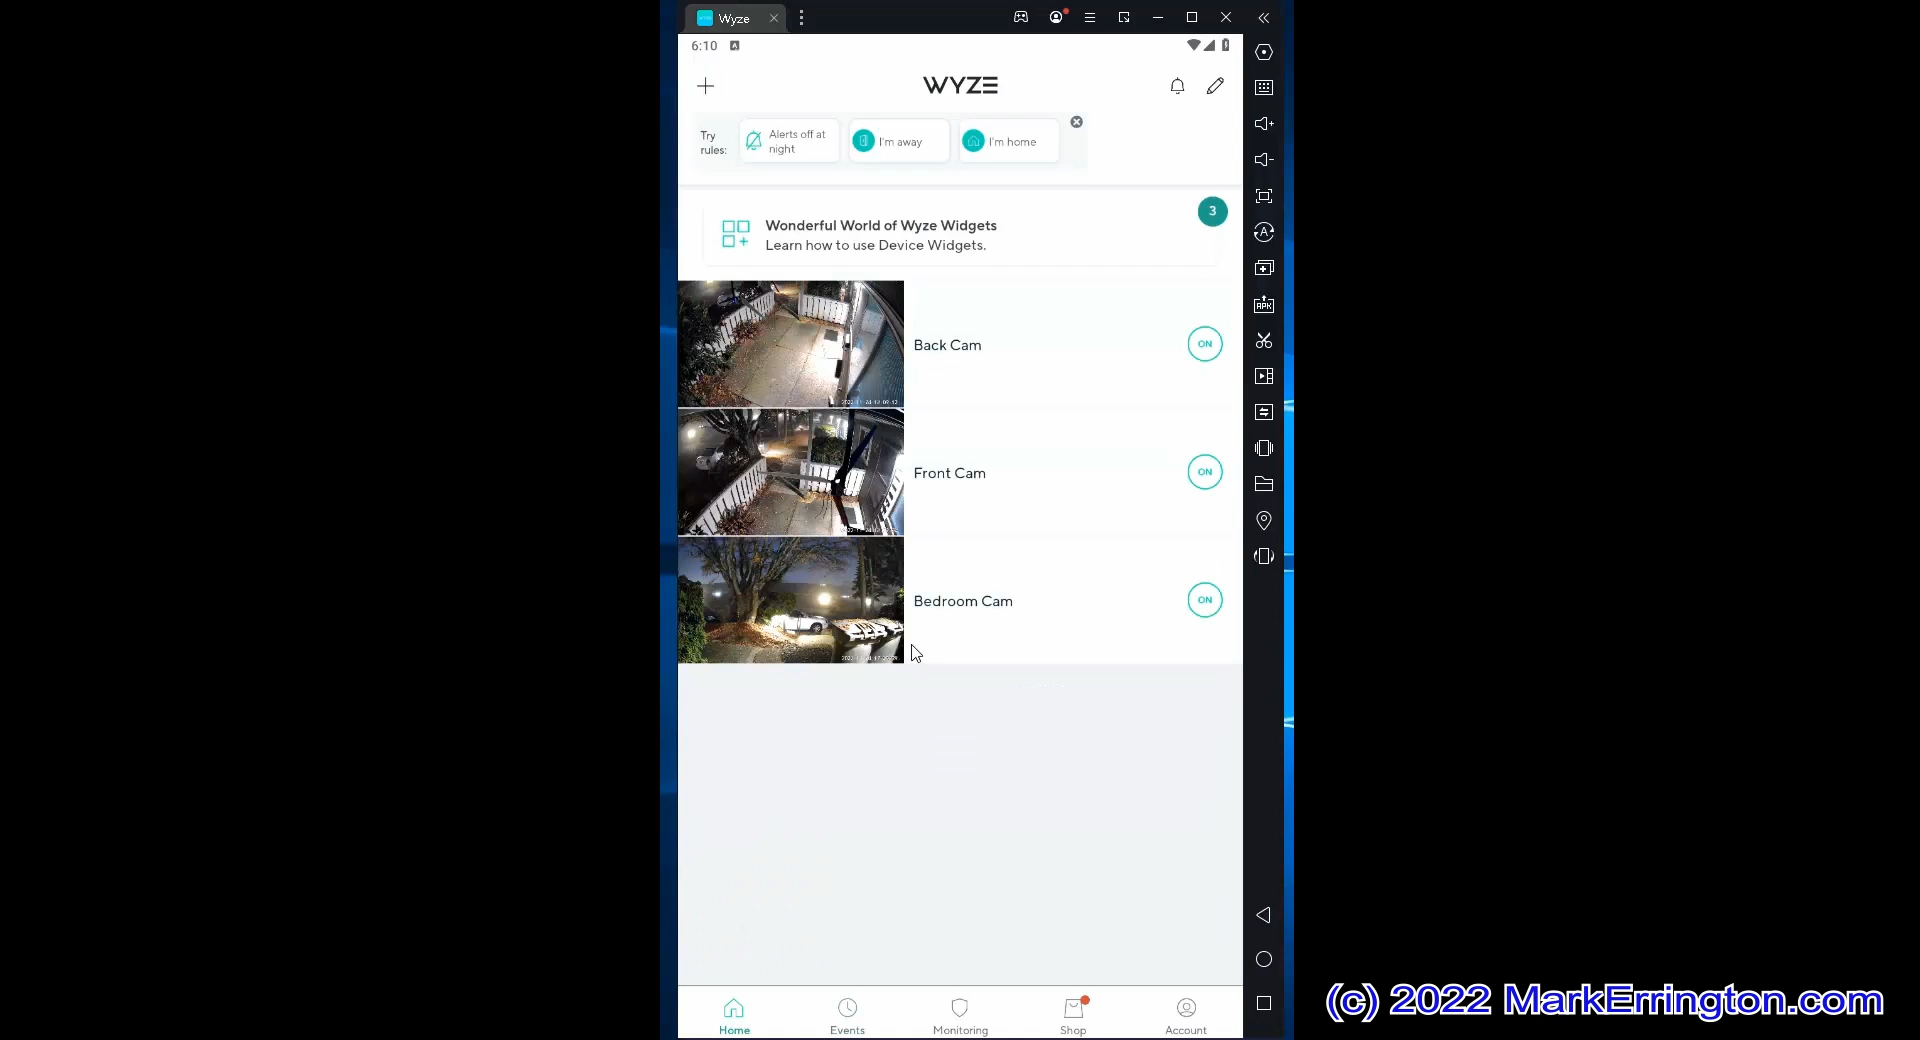 Wyze
6:10
WYZE
Try
rules:
Alerts off at
night
I'm away
I'm home
3
Wonderful World of Wyze Widgets
Learn how to use Device Widgets.
Back Cam
ON
Front Cam
ON
Bedroom Cam
ON
Home
Events
Monitoring
Shop
Account
APK
(c) 2022 MarkErrington.com